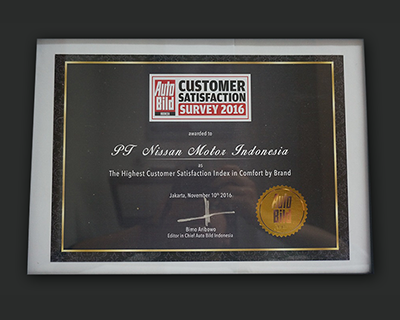 Auto
Bild
CUSTOMER
SATISFACTION
SURVEY 2016
awarded to
PT Nissan Motor Indonesia
as
The Highest Customer Satisfaction Index in Comfort by Brand
Jakarta, November 10th 2016
Bimo Aribowo
Editor in Chief Auto Bild Indonesia
AUTO
BILD